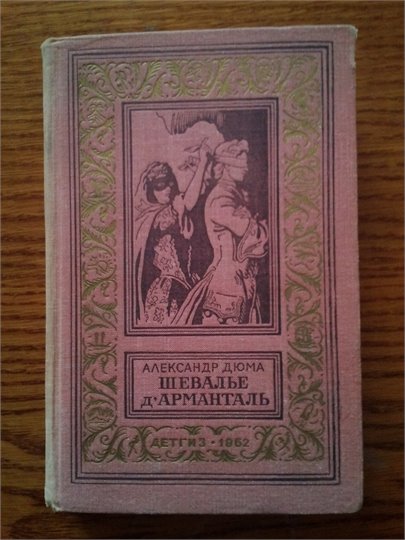 АЛЕКСАНДР ДЮМА
ШЕВАЛЬЕ
Д·АРМАНТАЛЬ
ДЕТГИЗ · 1962